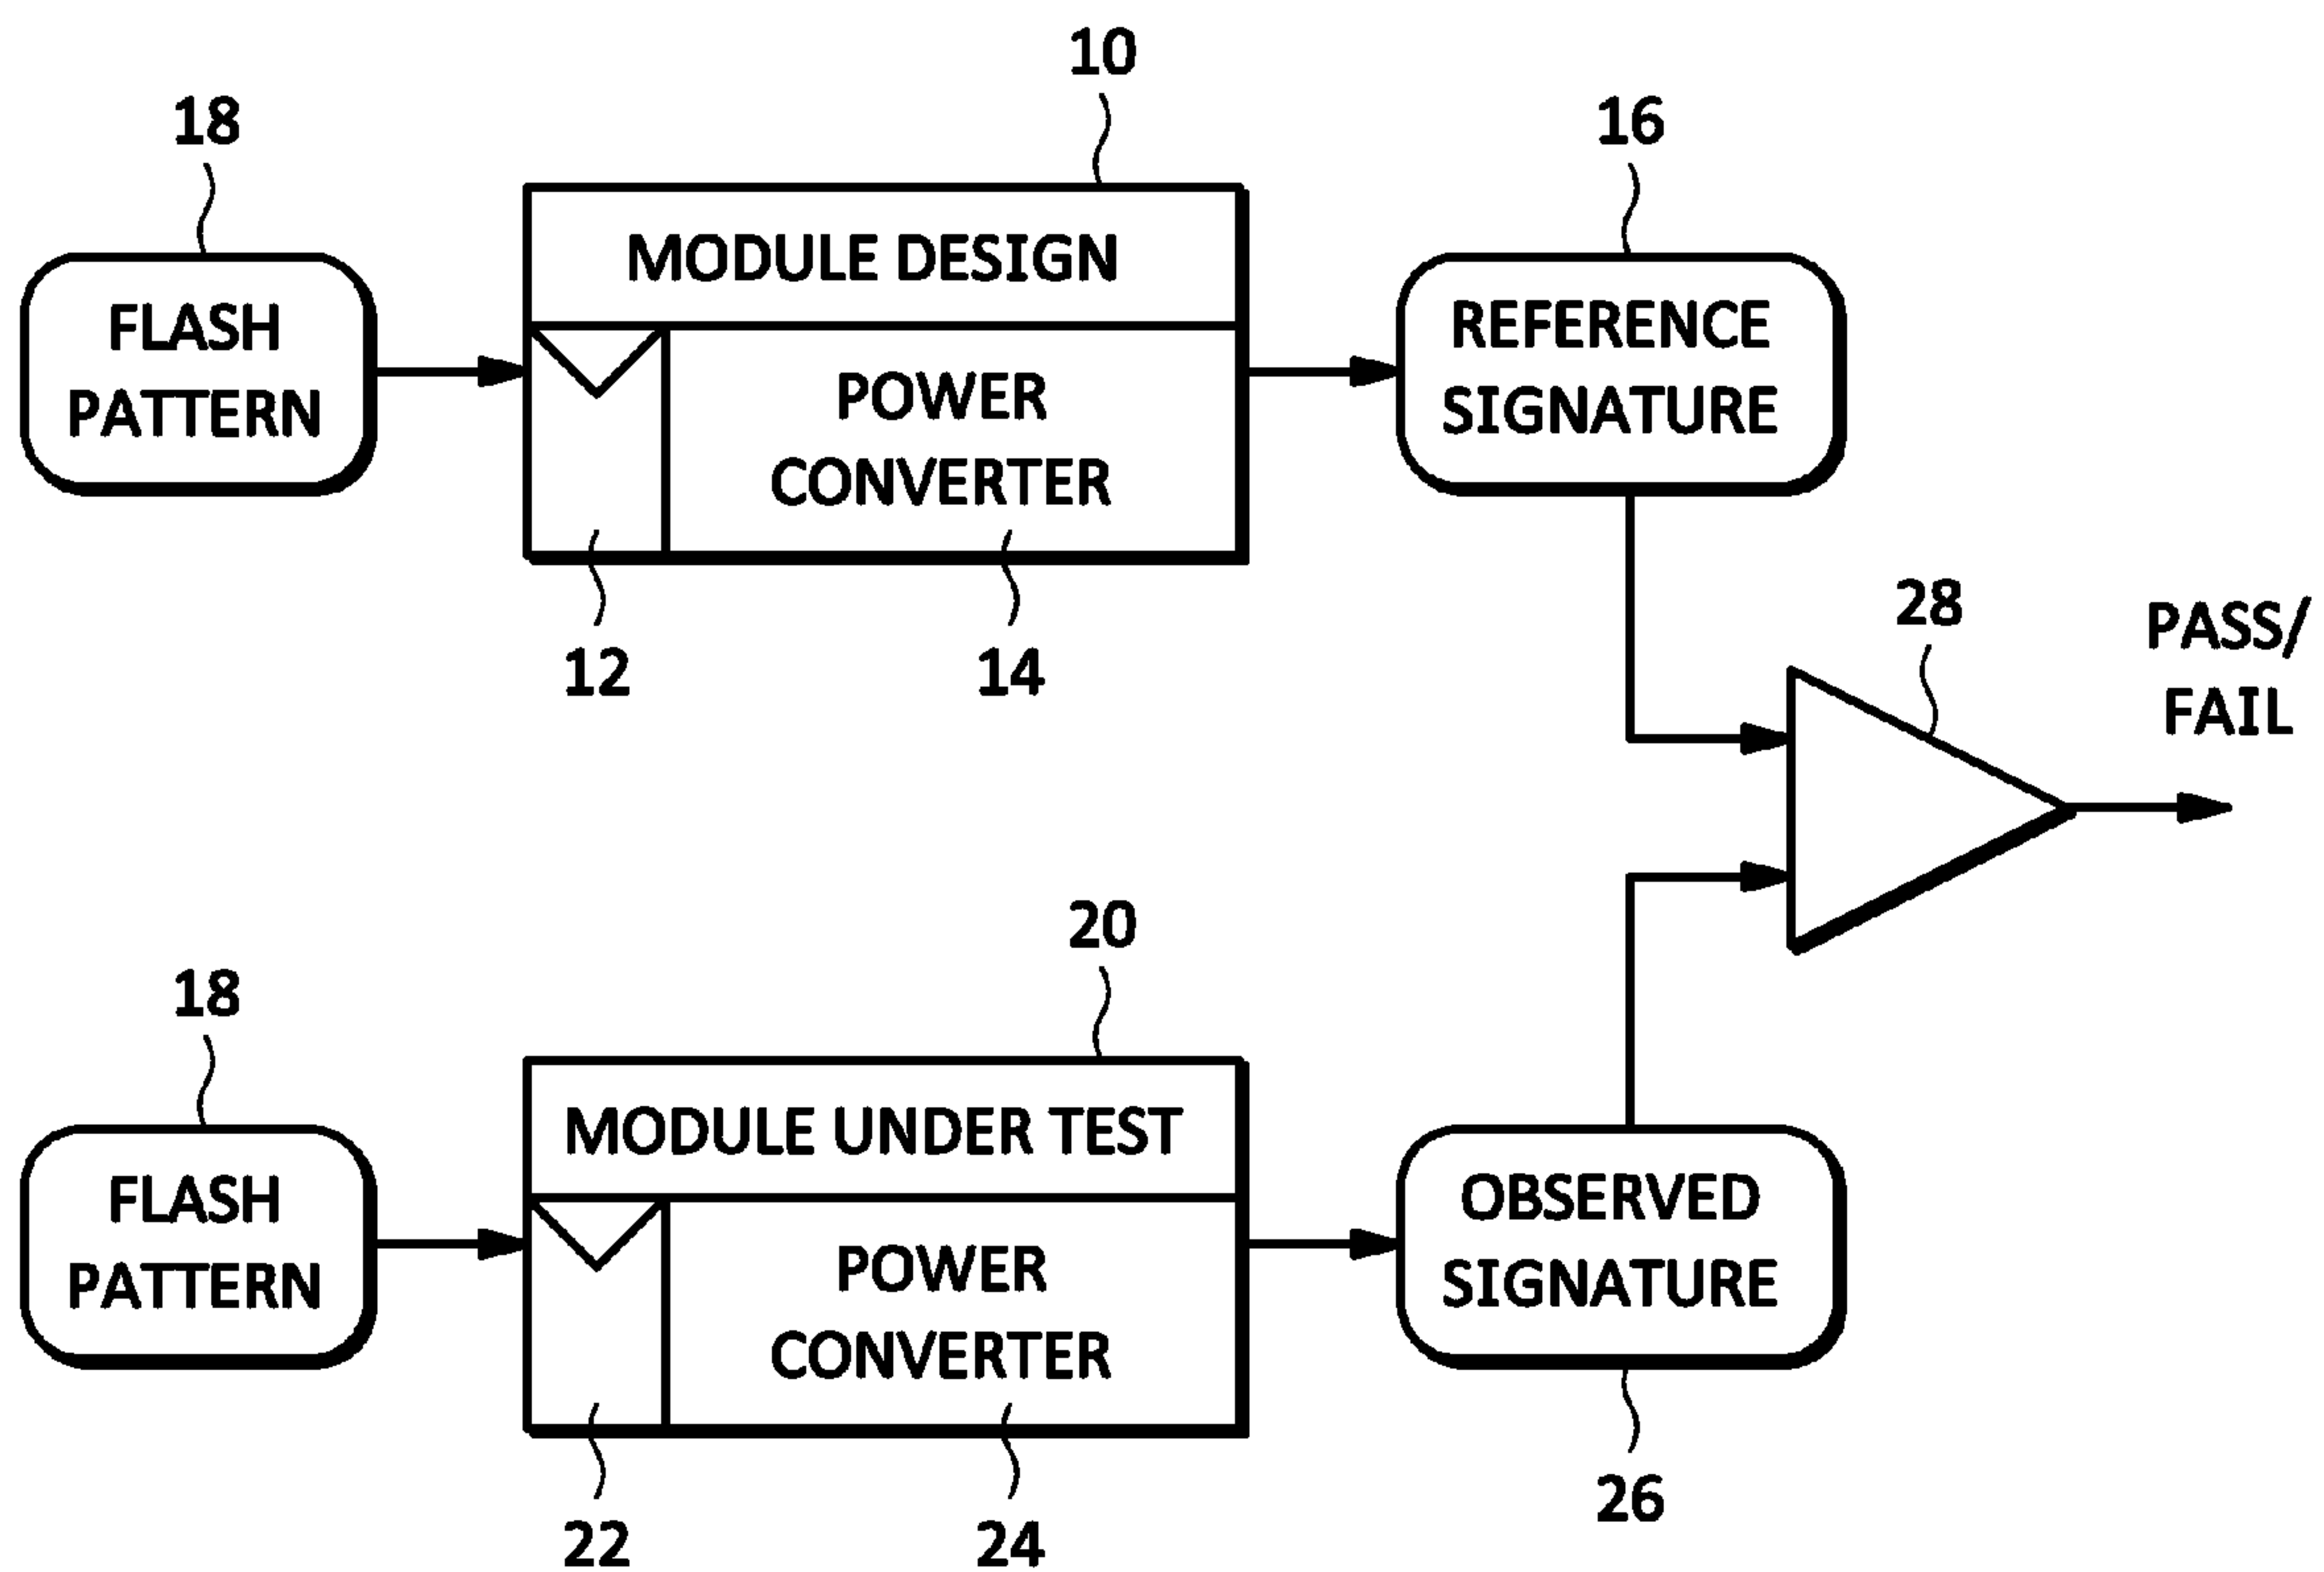 10
18
16
MODULE DESIGN
FLASH
PATTERN
REFERENCE
SIGNATURE
POWER
CONVERTER
12
14
28
PASS/
FAIL
20
18
MODULE UNDER TEST
FLASH
PATTERN
OBSERVED
SIGNATURE
POWER
CONVERTER
22
24
26